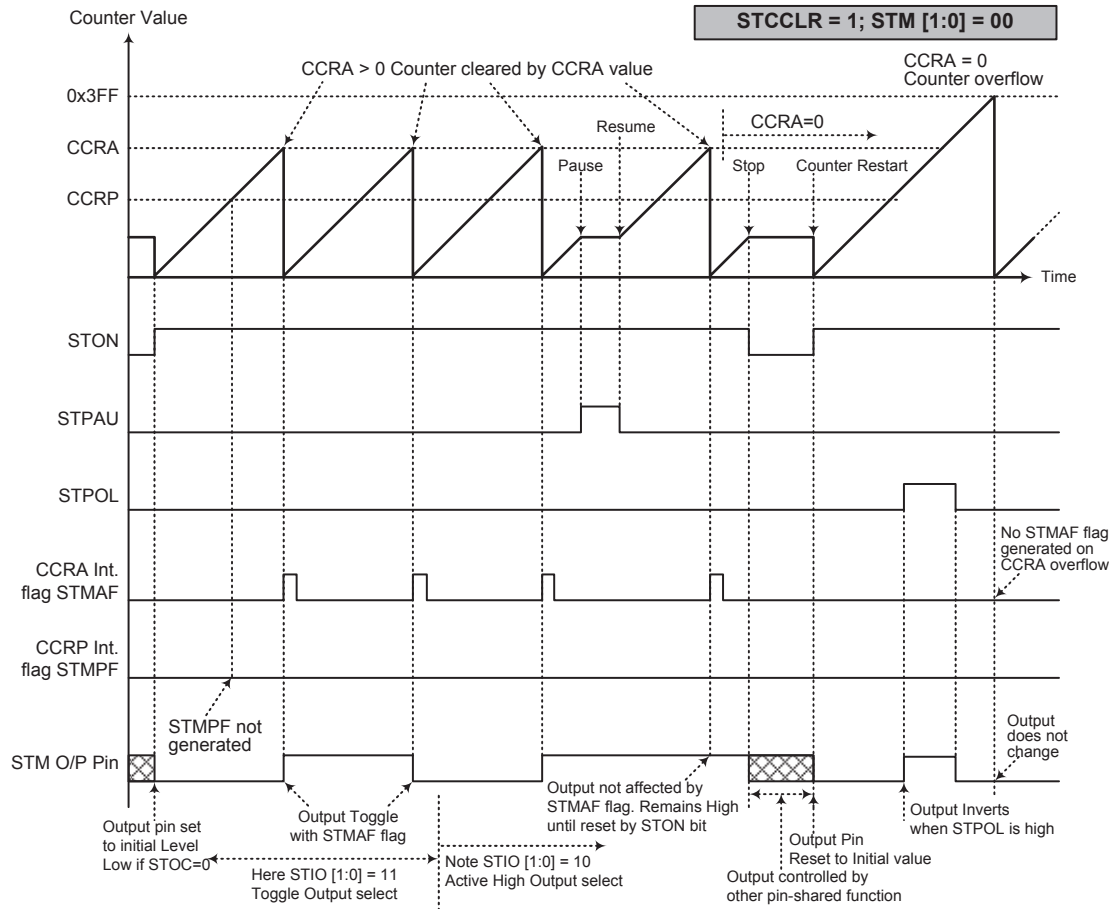 Counter Value
STCCLR = 1; STM [1:0] = 00
CCRA = 0
Counter overflow
CCRA > 0 Counter cleared by CCRA value
0x3FF
CCRA=0
Resume
CCRA
Pause
Stop
Counter Restart
CCRP
Time
STON
STPAU
STPOL
No STMAF flag
generated on
CCRA overflow
CCRA Int.
flag STMAF
CCRP Int.
flag STMPF
STMPF not
generated
Output
does not
change
STM O/P Pin
Output pin set
to initial Level
Low if STOC=0
Output Toggle
with STMAF flag
Output not affected by
STMAF flag. Remains High
until reset by STON bit
Output Inverts
when STPOL is high
Output Pin
Reset to Initial value
Here STIO [1:0] = 11
Toggle Output select
Note STIO [1:0] = 10
Active High Output select
Output controlled by
other pin-shared function